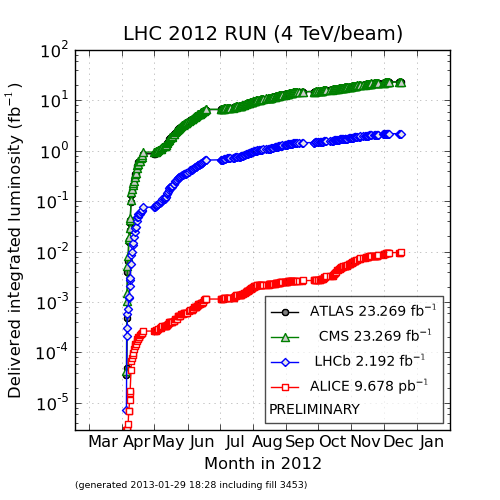 LHC 2012 RUN (4 TeV/beam)
Delivered integrated luminosity (fb⁻¹)
10²
10¹
10⁰
10⁻¹
10⁻²
10⁻³
10⁻⁴
10⁻⁵
ATLAS 23.269 fb⁻¹
CMS 23.269 fb⁻¹
LHCb 2.192 fb⁻¹
ALICE 9.678 pb⁻¹
PRELIMINARY
Mar Apr May Jun Jul Aug Sep Oct Nov Dec Jan
Month in 2012
(generated 2013-01-29 18:28 including fill 3453)